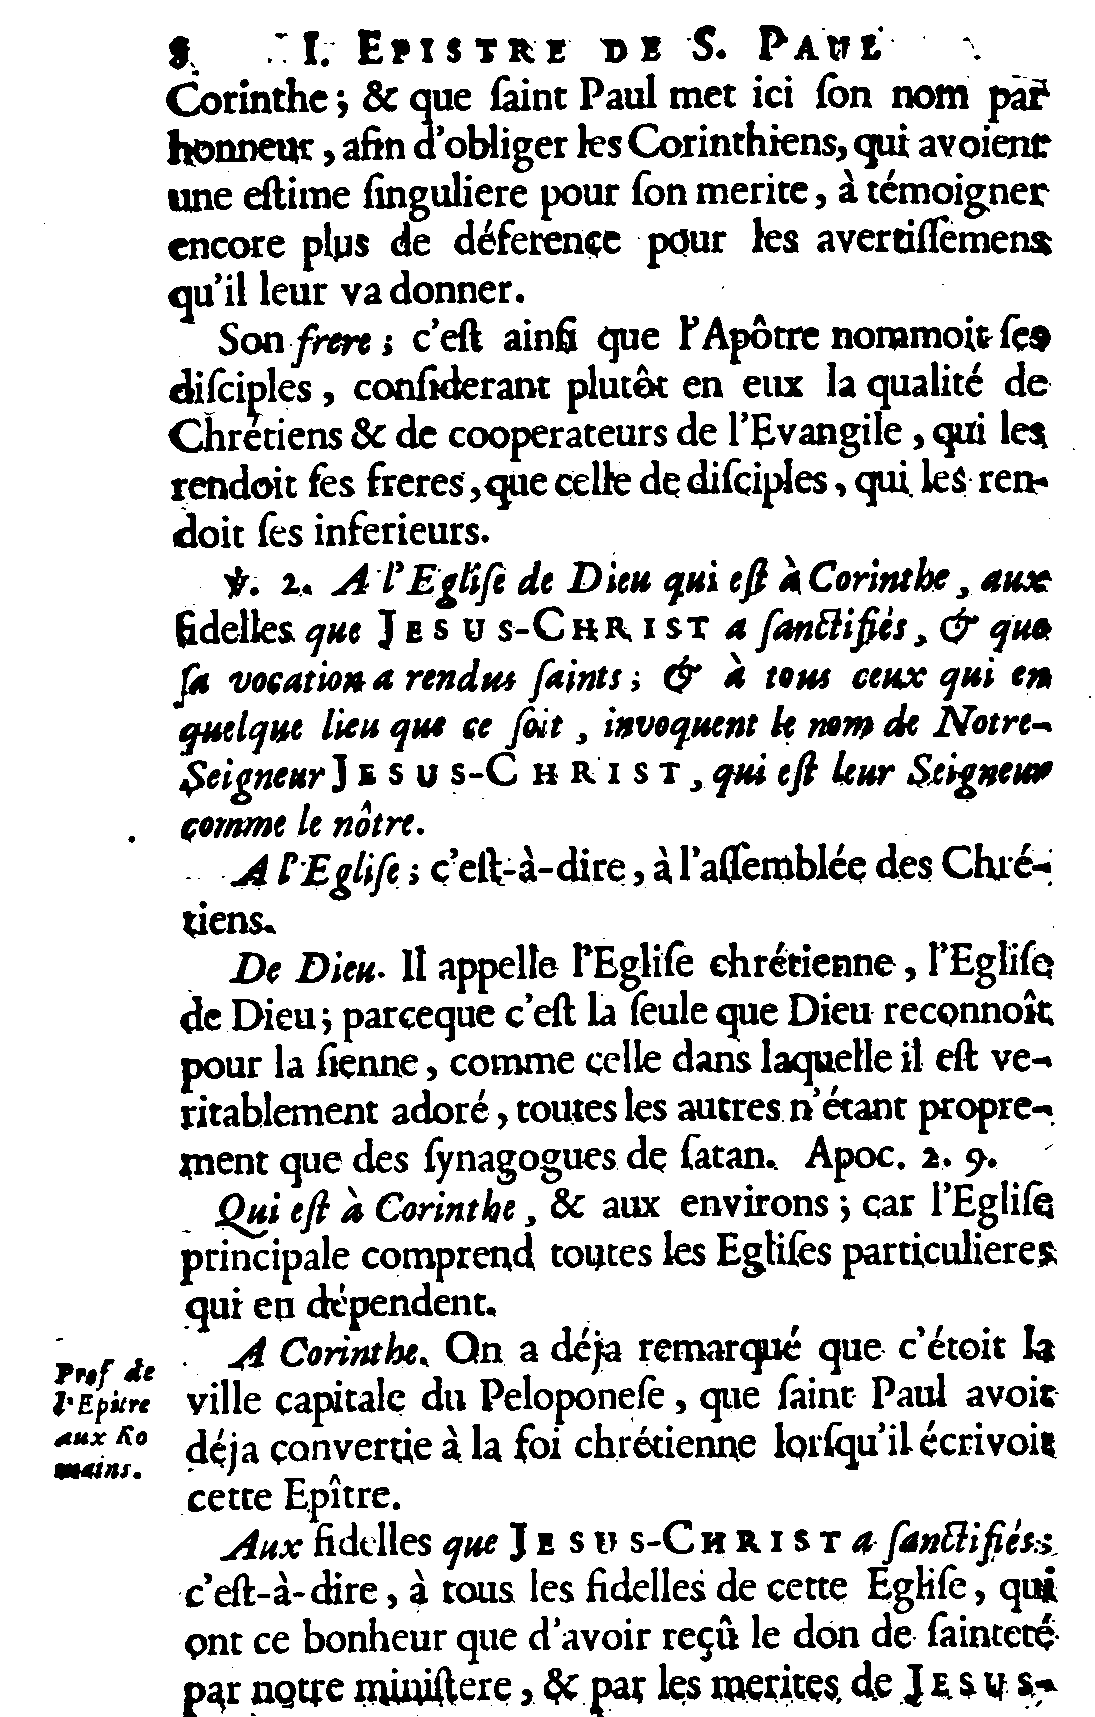 8 I. EPISTRE DE S. PAUL
Corinthe; & que ſaint Paul met ici ſon nom par
honneur, afin d'obliger les Corinthiens, qui avoient
une eſtime ſinguliere pour ſon merite, à témoigner
encore plus de déference pour les avertiſſemens
qu'il leur va donner.
Son frere; c'eſt ainſi que l'Apôtre nommoit ſes
diſciples, conſiderant plutôt en eux la qualité de
Chrétiens & de cooperateurs de l'Evangile, qui les
rendoit ſes freres, que celle de diſciples, qui les ren-
doit ſes inferieurs.
℣. 2. A l'Egliſe de Dieu qui eſt à Corinthe, aux
fidelles que JESUS-CHRIST a ſanctifiés, & que
ſa vocation a rendus ſaints; & à tous ceux qui en
quelque lieu que ce ſoit, invoquent le nom de Notre-
Seigneur JESUS-CHRIST, qui eſt leur Seigneur
comme le nôtre.
A l'Egliſe; c'eſt-à-dire, à l'aſſemblée des Chré-
tiens.
De Dieu. Il appelle l'Egliſe chrétienne, l'Egliſe
de Dieu; parceque c'eſt la ſeule que Dieu reconnoît
pour la ſienne, comme celle dans laquelle il eſt ve-
ritablement adoré, toutes les autres n'étant propre-
ment que des ſynagogues de ſatan. Apoc. 2. 9.
Qui eſt à Corinthe, & aux environs; car l'Egliſe
principale comprend toutes les Egliſes particulieres
qui en dépendent.
A Corinthe. On a déja remarqué que c'étoit la
ville capitale du Peloponeſe, que ſaint Paul avoit
déja convertie à la foi chrétienne lorſqu'il écrivoit
cette Epître.
Pref de
l'Epitre
aux Ro
mains.
Aux fidelles que JESUS-CHRIST a ſanctifiés;
c'eſt-à-dire, à tous les fidelles de cette Egliſe, qui
ont ce bonheur que d'avoir reçû le don de ſainteté
par notre miniſtere, & par les merites de JESUS-